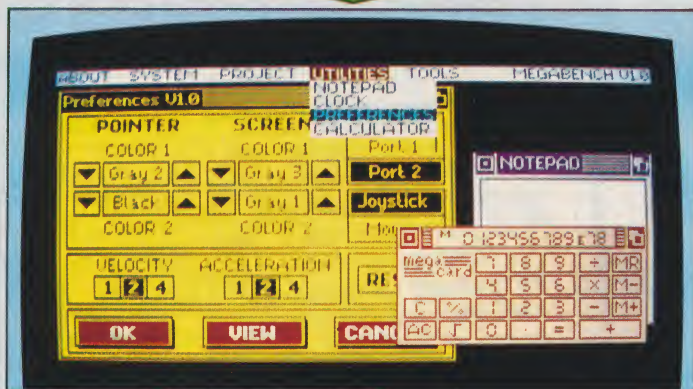 ABOUT SYSTEM PROJECT UTILITIES TOOLS MEGABENCH V1.0
NOTEPAD
CLOCK
PREFERENCES
CALCULATOR
Preferences V1.0
POINTER SCREEN
COLOR 1 COLOR 1 Port 1
Gray 2 Gray 3 Port 2
Black Gray 1 Joystick
COLOR 2 COLOR 2
VELOCITY ACCELERATION
1 2 4 1 2 4
OK VIEW
NOTEPAD
M 0123456789E78
mega card
7 8 9 ÷ MR
4 5 6 X M-
C % 1 2 3 - M+
AC √ 0 . = +